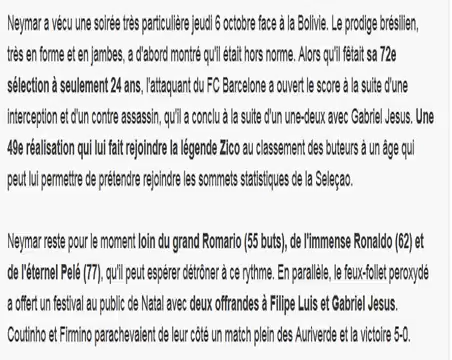 Neymar a vécu une soirée très particulière jeudi 6 octobre face à la Bolivie. Le prodige brésilien,
très en forme et en jambes, a d'abord montré qu'il était hors norme. Alors qu'il fêtait sa 72e
sélection à seulement 24 ans, l'attaquant du FC Barcelone a ouvert le score à la suite d'une
interception et d'un contre assassin, qu'il a conclu à la suite d'un une-deux avec Gabriel Jesus. Une
49e réalisation qui lui fait rejoindre la légende Zico au classement des buteurs à un âge qui
peut lui permettre de prétendre rejoindre les sommets statistiques de la Seleçao.
Neymar reste pour le moment loin du grand Romario (55 buts), de l'immense Ronaldo (62) et
de l'éternel Pelé (77), qu'il peut espérer détrôner à ce rythme. En parallèle, le feux-follet peroxydé
a offert un festival au public de Natal avec deux offrandes à Filipe Luis et Gabriel Jesus.
Coutinho et Firmino parachevaient de leur côté un match plein des Auriverde et la victoire 5-0.